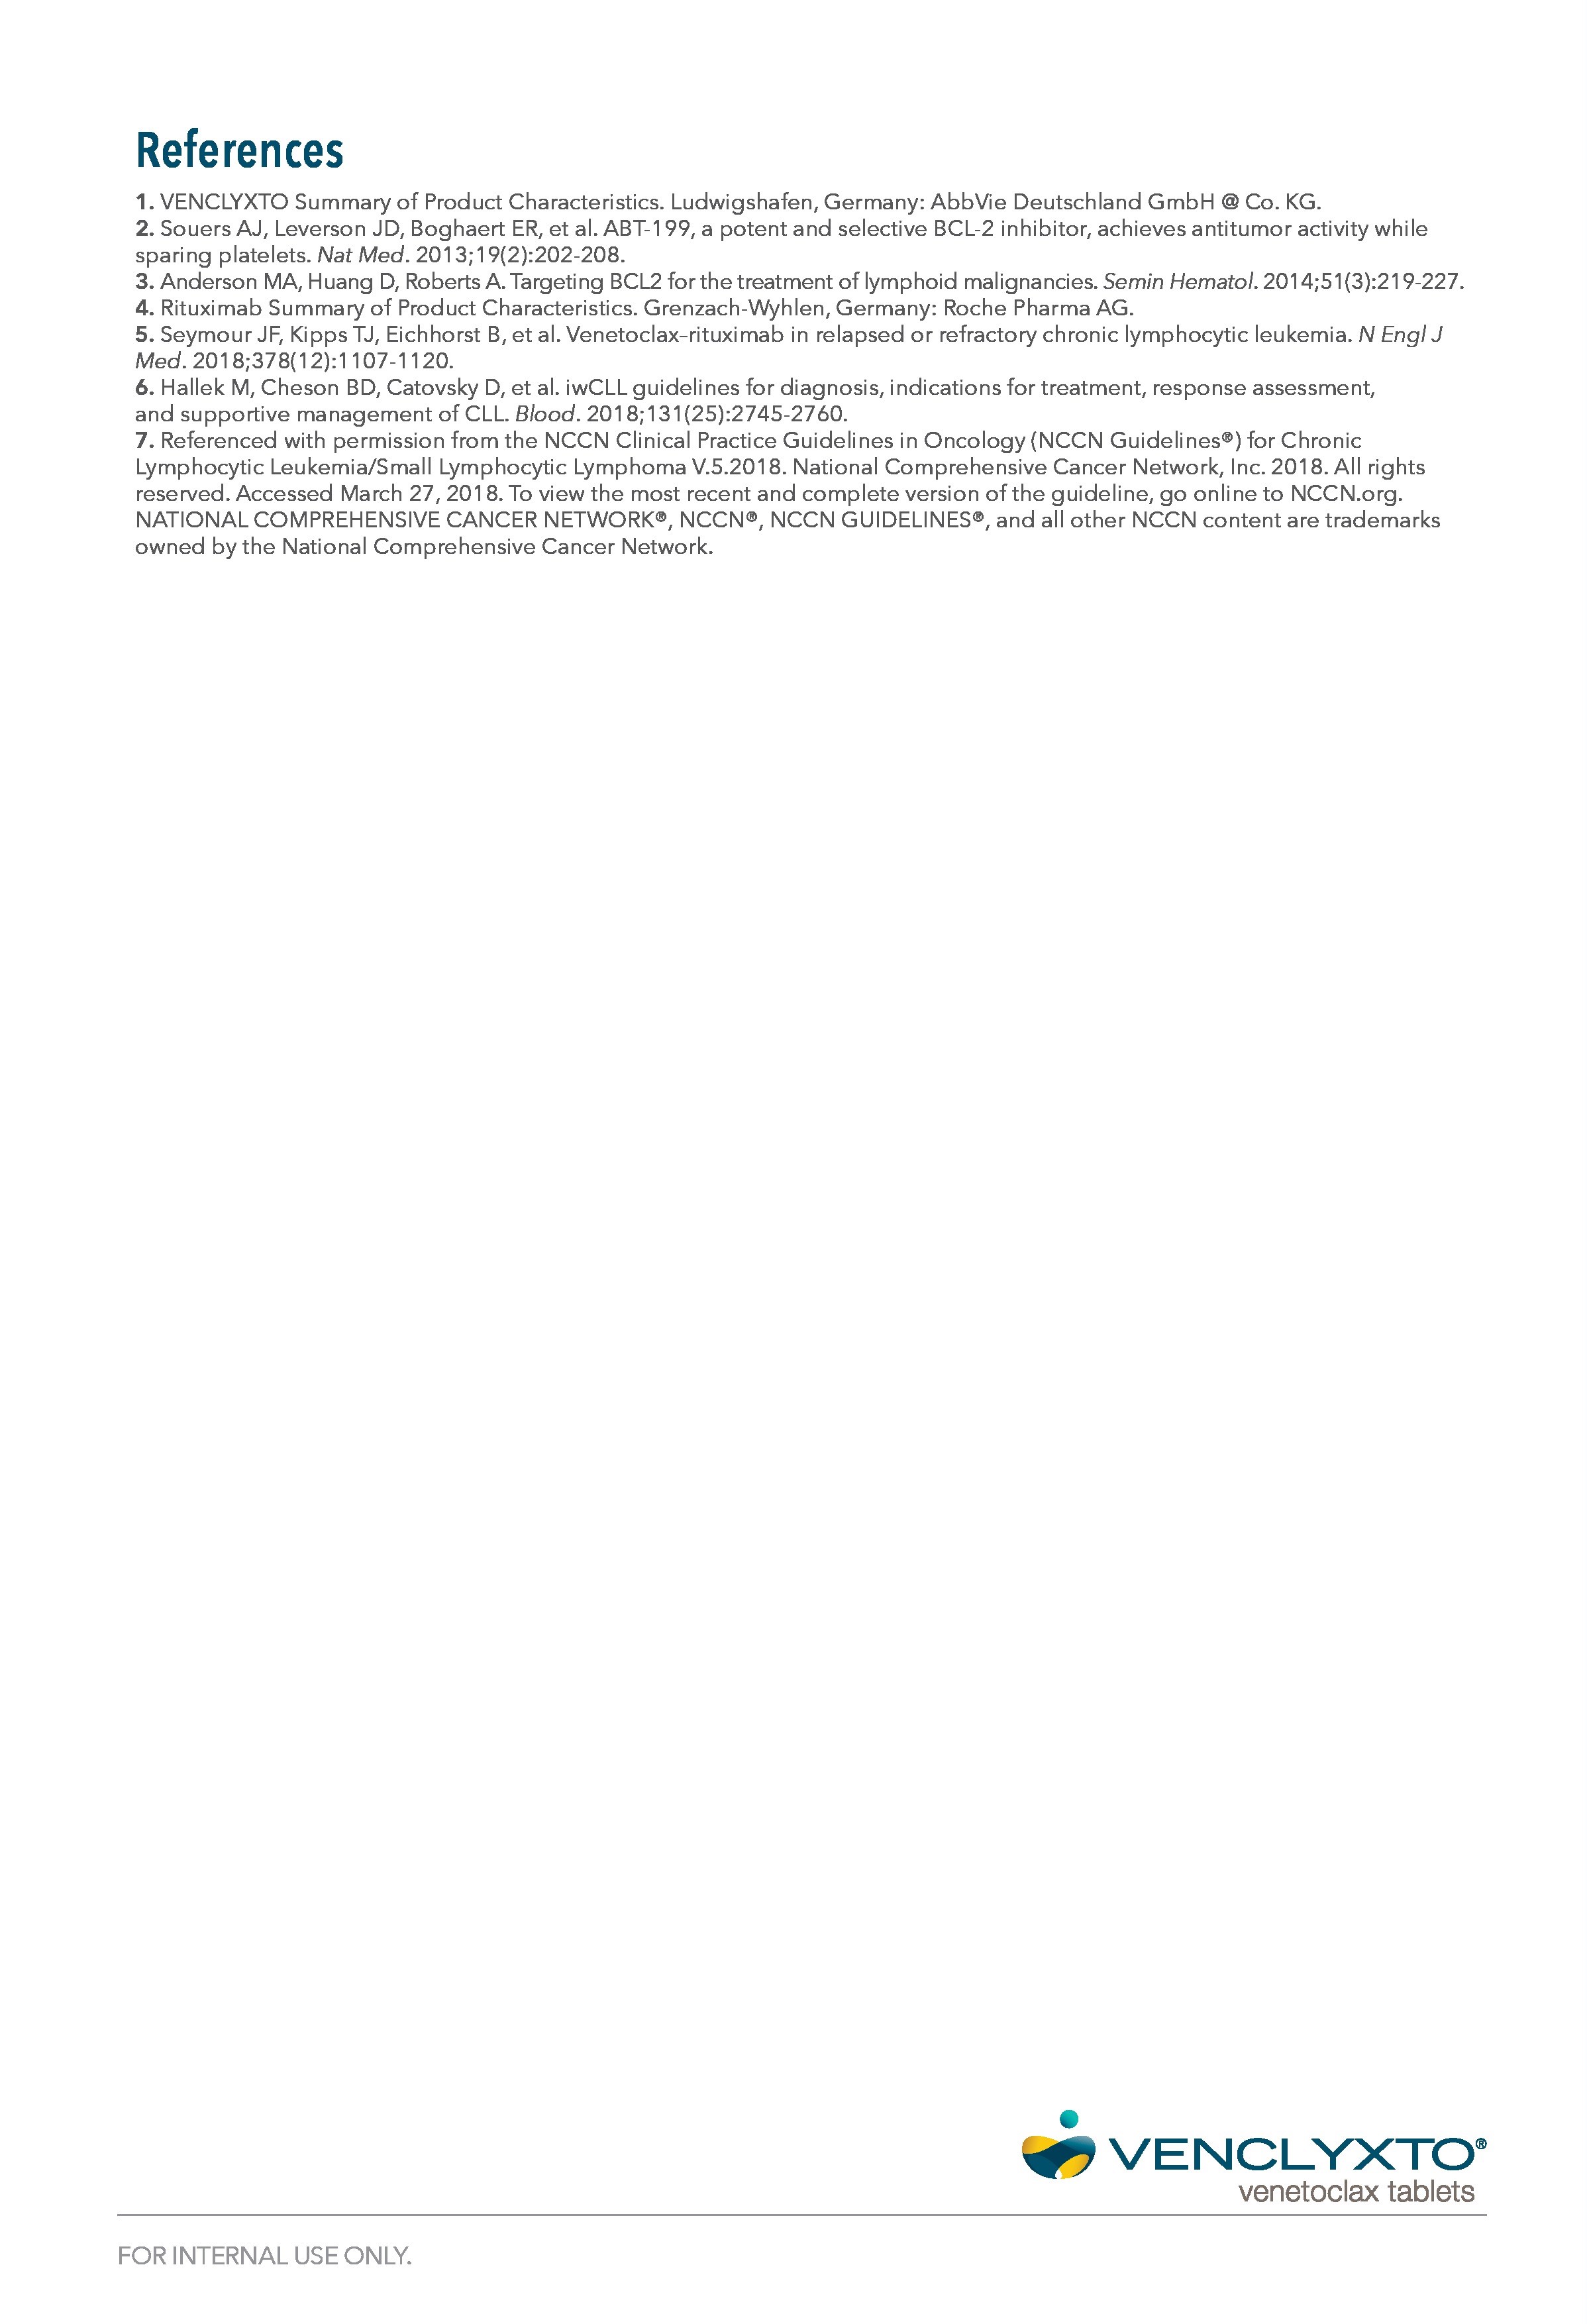 References
1. VENCLYXTO Summary of Product Characteristics. Ludwigshafen, Germany: AbbVie Deutschland GmbH @ Co. KG.
2. Souers AJ, Leverson JD, Boghaert ER, et al. ABT-199, a potent and selective BCL-2 inhibitor, achieves antitumor activity while
sparing platelets. Nat Med. 2013;19(2):202-208.
3. Anderson MA, Huang D, Roberts A. Targeting BCL2 for the treatment of lymphoid malignancies. Semin Hematol. 2014;51(3):219-227.
4. Rituximab Summary of Product Characteristics. Grenzach-Wyhlen, Germany: Roche Pharma AG.
5. Seymour JF, Kipps TJ, Eichhorst B, et al. Venetoclax–rituximab in relapsed or refractory chronic lymphocytic leukemia. N Engl J
Med. 2018;378(12):1107-1120.
6. Hallek M, Cheson BD, Catovsky D, et al. iwCLL guidelines for diagnosis, indications for treatment, response assessment,
and supportive management of CLL. Blood. 2018;131(25):2745-2760.
7. Referenced with permission from the NCCN Clinical Practice Guidelines in Oncology (NCCN Guidelines®) for Chronic
Lymphocytic Leukemia/Small Lymphocytic Lymphoma V.5.2018. National Comprehensive Cancer Network, Inc. 2018. All rights
reserved. Accessed March 27, 2018. To view the most recent and complete version of the guideline, go online to NCCN.org.
NATIONAL COMPREHENSIVE CANCER NETWORK®, NCCN®, NCCN GUIDELINES®, and all other NCCN content are trademarks
owned by the National Comprehensive Cancer Network.
VENCLYXTO®
venetoclax tablets
FOR INTERNAL USE ONLY.